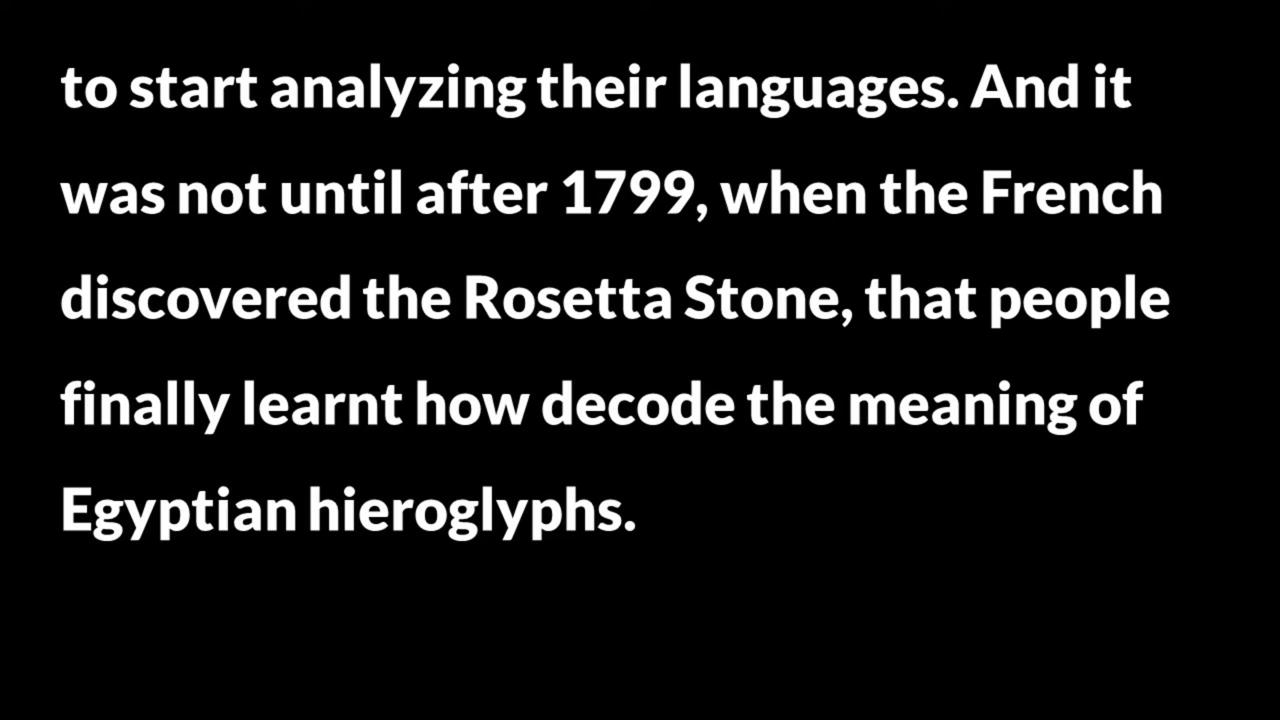 to start analyzing their languages. And it
was not until after 1799, when the French
discovered the Rosetta Stone, that people
finally learnt how decode the meaning of
Egyptian hieroglyphs.